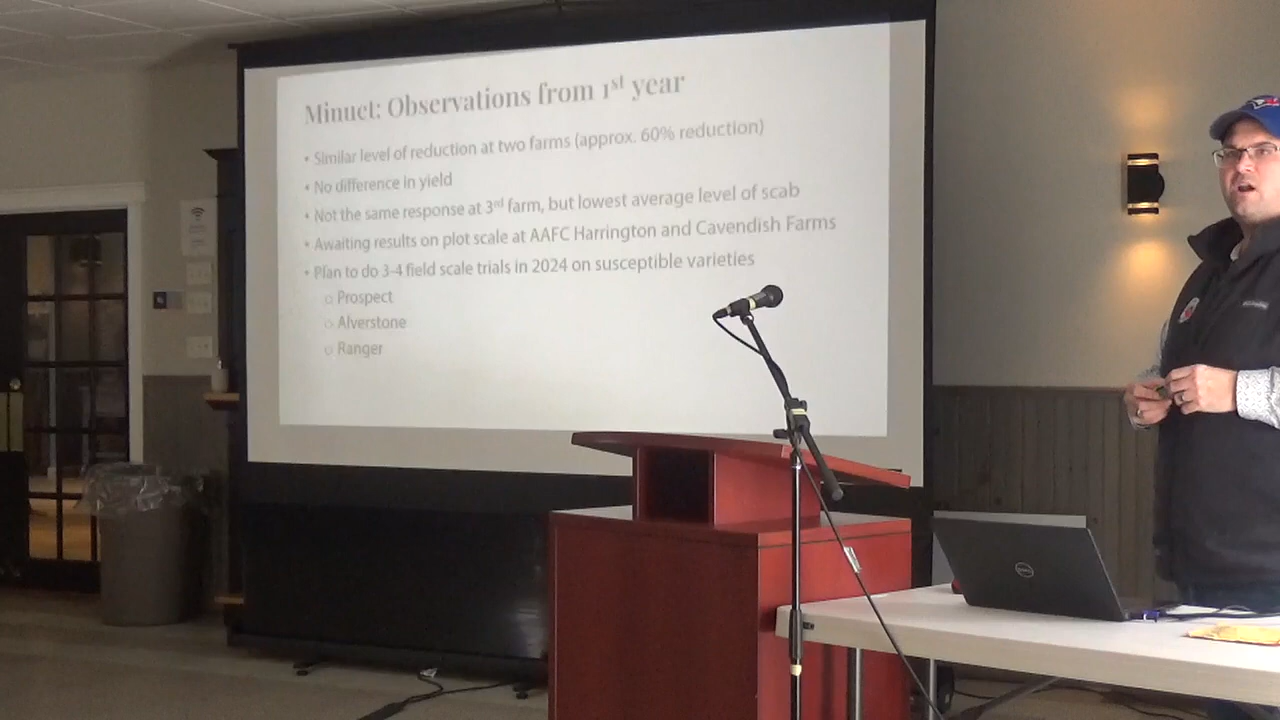 Minuet: Observations from 1st year
• Similar level of reduction at two farms (approx. 60% reduction)
• No difference in yield
• Not the same response at 3rd farm, but lowest average level of scab
• Awaiting results on plot scale at AAFC Harrington and Cavendish Farms
• Plan to do 3-4 field scale trials in 2024 on susceptible varieties
○ Prospect
○ Alverstone
○ Ranger
DELL